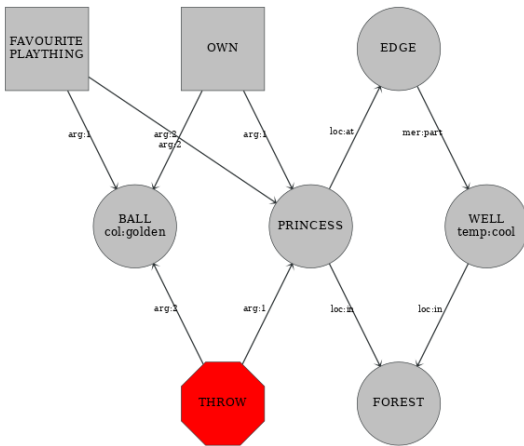 FAVOURITE
PLAYTHING
OWN
EDGE
arg:1
arg:2
arg:2
arg:1
loc:at
mer:part
BALL
col:golden
PRINCESS
WELL
temp:cool
arg:2
arg:1
loc:in
loc:in
THROW
FOREST